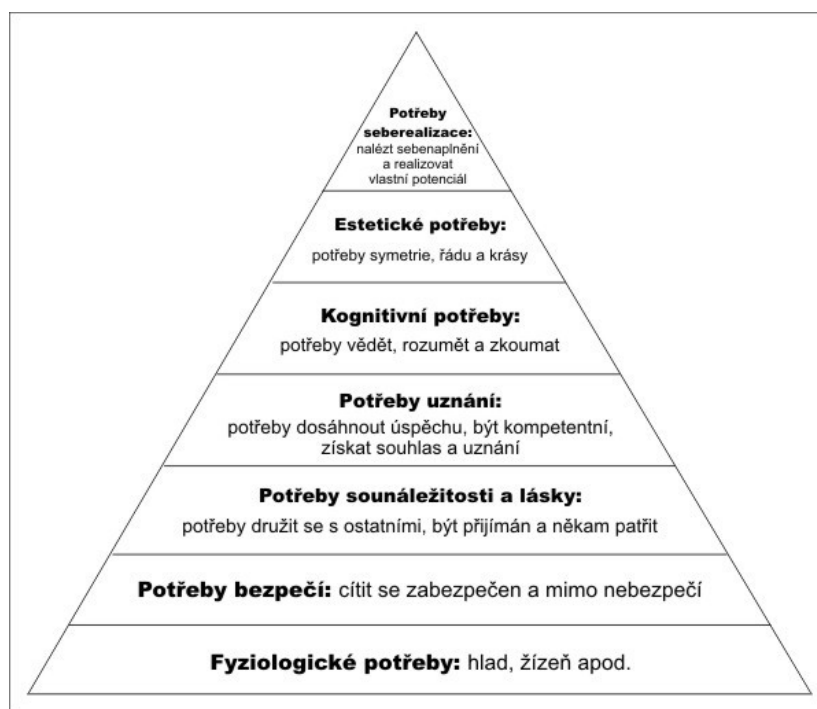 Potřeby
seberealizace:
nalézt sebenaplnění
a realizovat
vlastní potenciál
Estetické potřeby:
potřeby symetrie, řádu a krásy
Kognitivní potřeby:
potřeby vědět, rozumět a zkoumat
Potřeby uznání:
potřeby dosáhnout úspěchu, být kompetentní,
získat souhlas a uznání
Potřeby sounáležitosti a lásky:
potřeby družit se s ostatními, být přijímán a někam patřit
Potřeby bezpečí: cítit se zabezpečen a mimo nebezpečí
Fyziologické potřeby: hlad, žízeň apod.